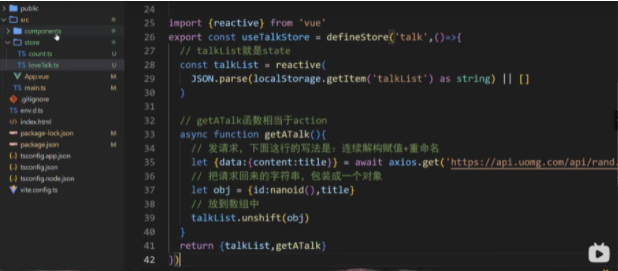 public
src
components
store
count.ts
loveTalk.ts
App.vue M
main.ts M
.gitignore
env.d.ts
index.html
package-lock.json M
package.json M
tsconfig.app.json
tsconfig.json
tsconfig.node.json
vite.config.ts
24
25 import {reactive} from 'vue'
26 export const useTalkStore = defineStore('talk',()=>{
27 // talkList就是state
28 const talkList = reactive(
29 JSON.parse(localStorage.getItem('talkList') as string) || []
30 )
31
32 // getATalk函数相当于action
33 async function getATalk(){
34 // 发请求，下面这行的写法是：连续解构赋值+重命名
35 let {data:{content:title}} = await axios.get('https://api.uomg.com/api/rand.
36 // 把请求回来的字符串，包装成一个对象
37 let obj = {id:nanoid(),title}
38 // 放到数组中
39 talkList.unshift(obj)
40 }
41 return {talkList,getATalk}
42 })